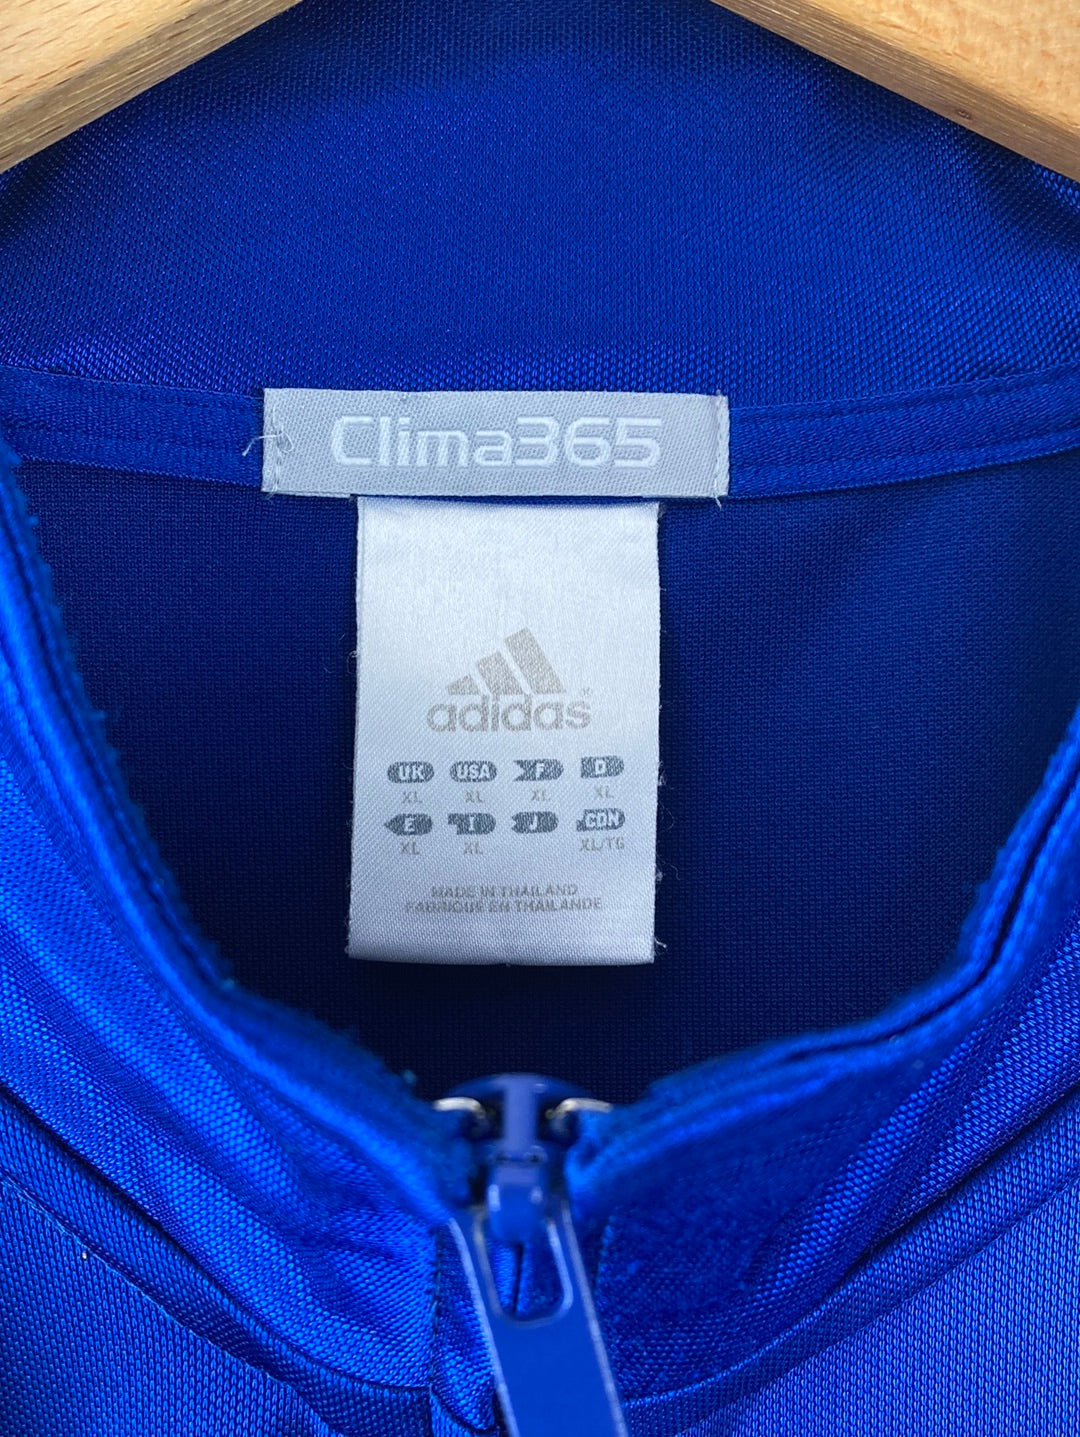 Clima365
adidas
UK USA F D
XL XL XL XL
E I J CDN
XL XL XL/TG
MADE IN THAILAND
FABRIQUE EN THAILANDE